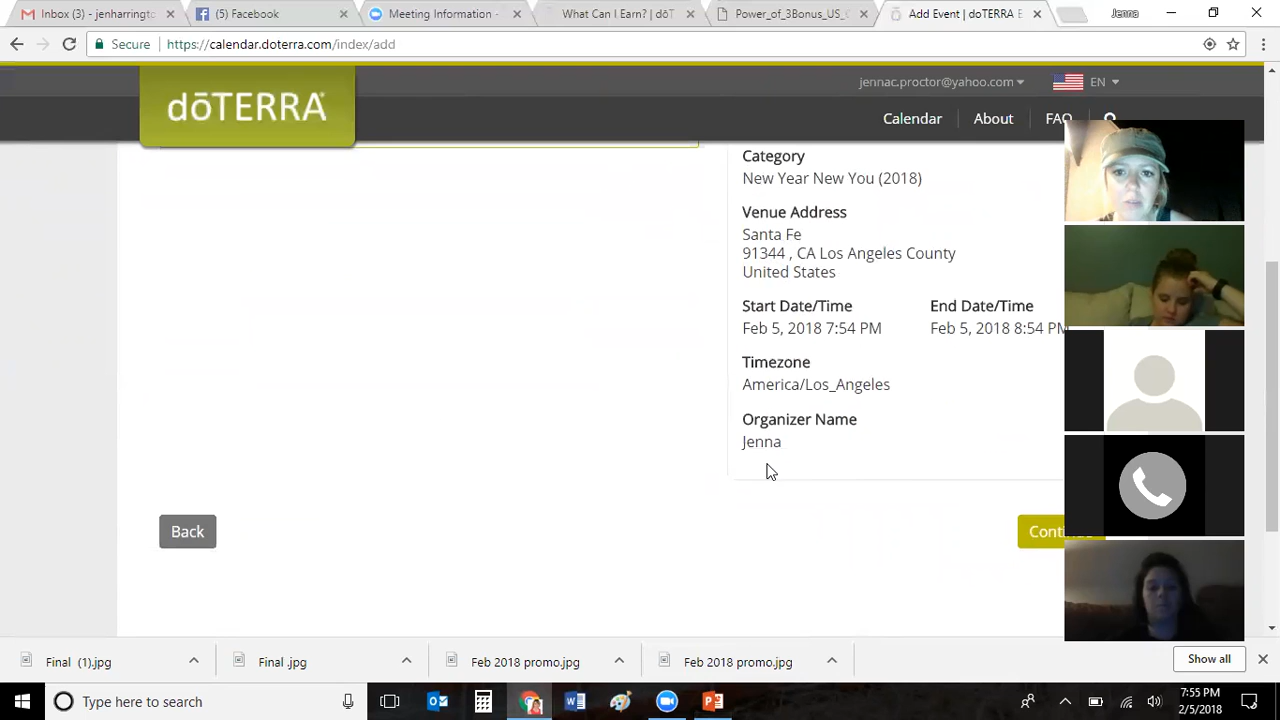 Inbox (3) - jenharringto
(5) Facebook
Meeting Information -
What Can I Earn? | dōT
Power_of_3Bonus_US_
Add Event | doTERRA E
Jenna
Secure
https://calendar.doterra.com/index/add
jennac.proctor@yahoo.com
EN
dōTERRA
Calendar
About
FAQ
Category
New Year New You (2018)
Venue Address
Santa Fe
91344 , CA Los Angeles County
United States
Start Date/Time
End Date/Time
Feb 5, 2018 7:54 PM
Feb 5, 2018 8:54 PM
Timezone
America/Los_Angeles
Organizer Name
Jenna
Back
Final (1).jpg
Final .jpg
Feb 2018 promo.jpg
Feb 2018 promo.jpg
Show all
Type here to search
7:55 PM
2/5/2018